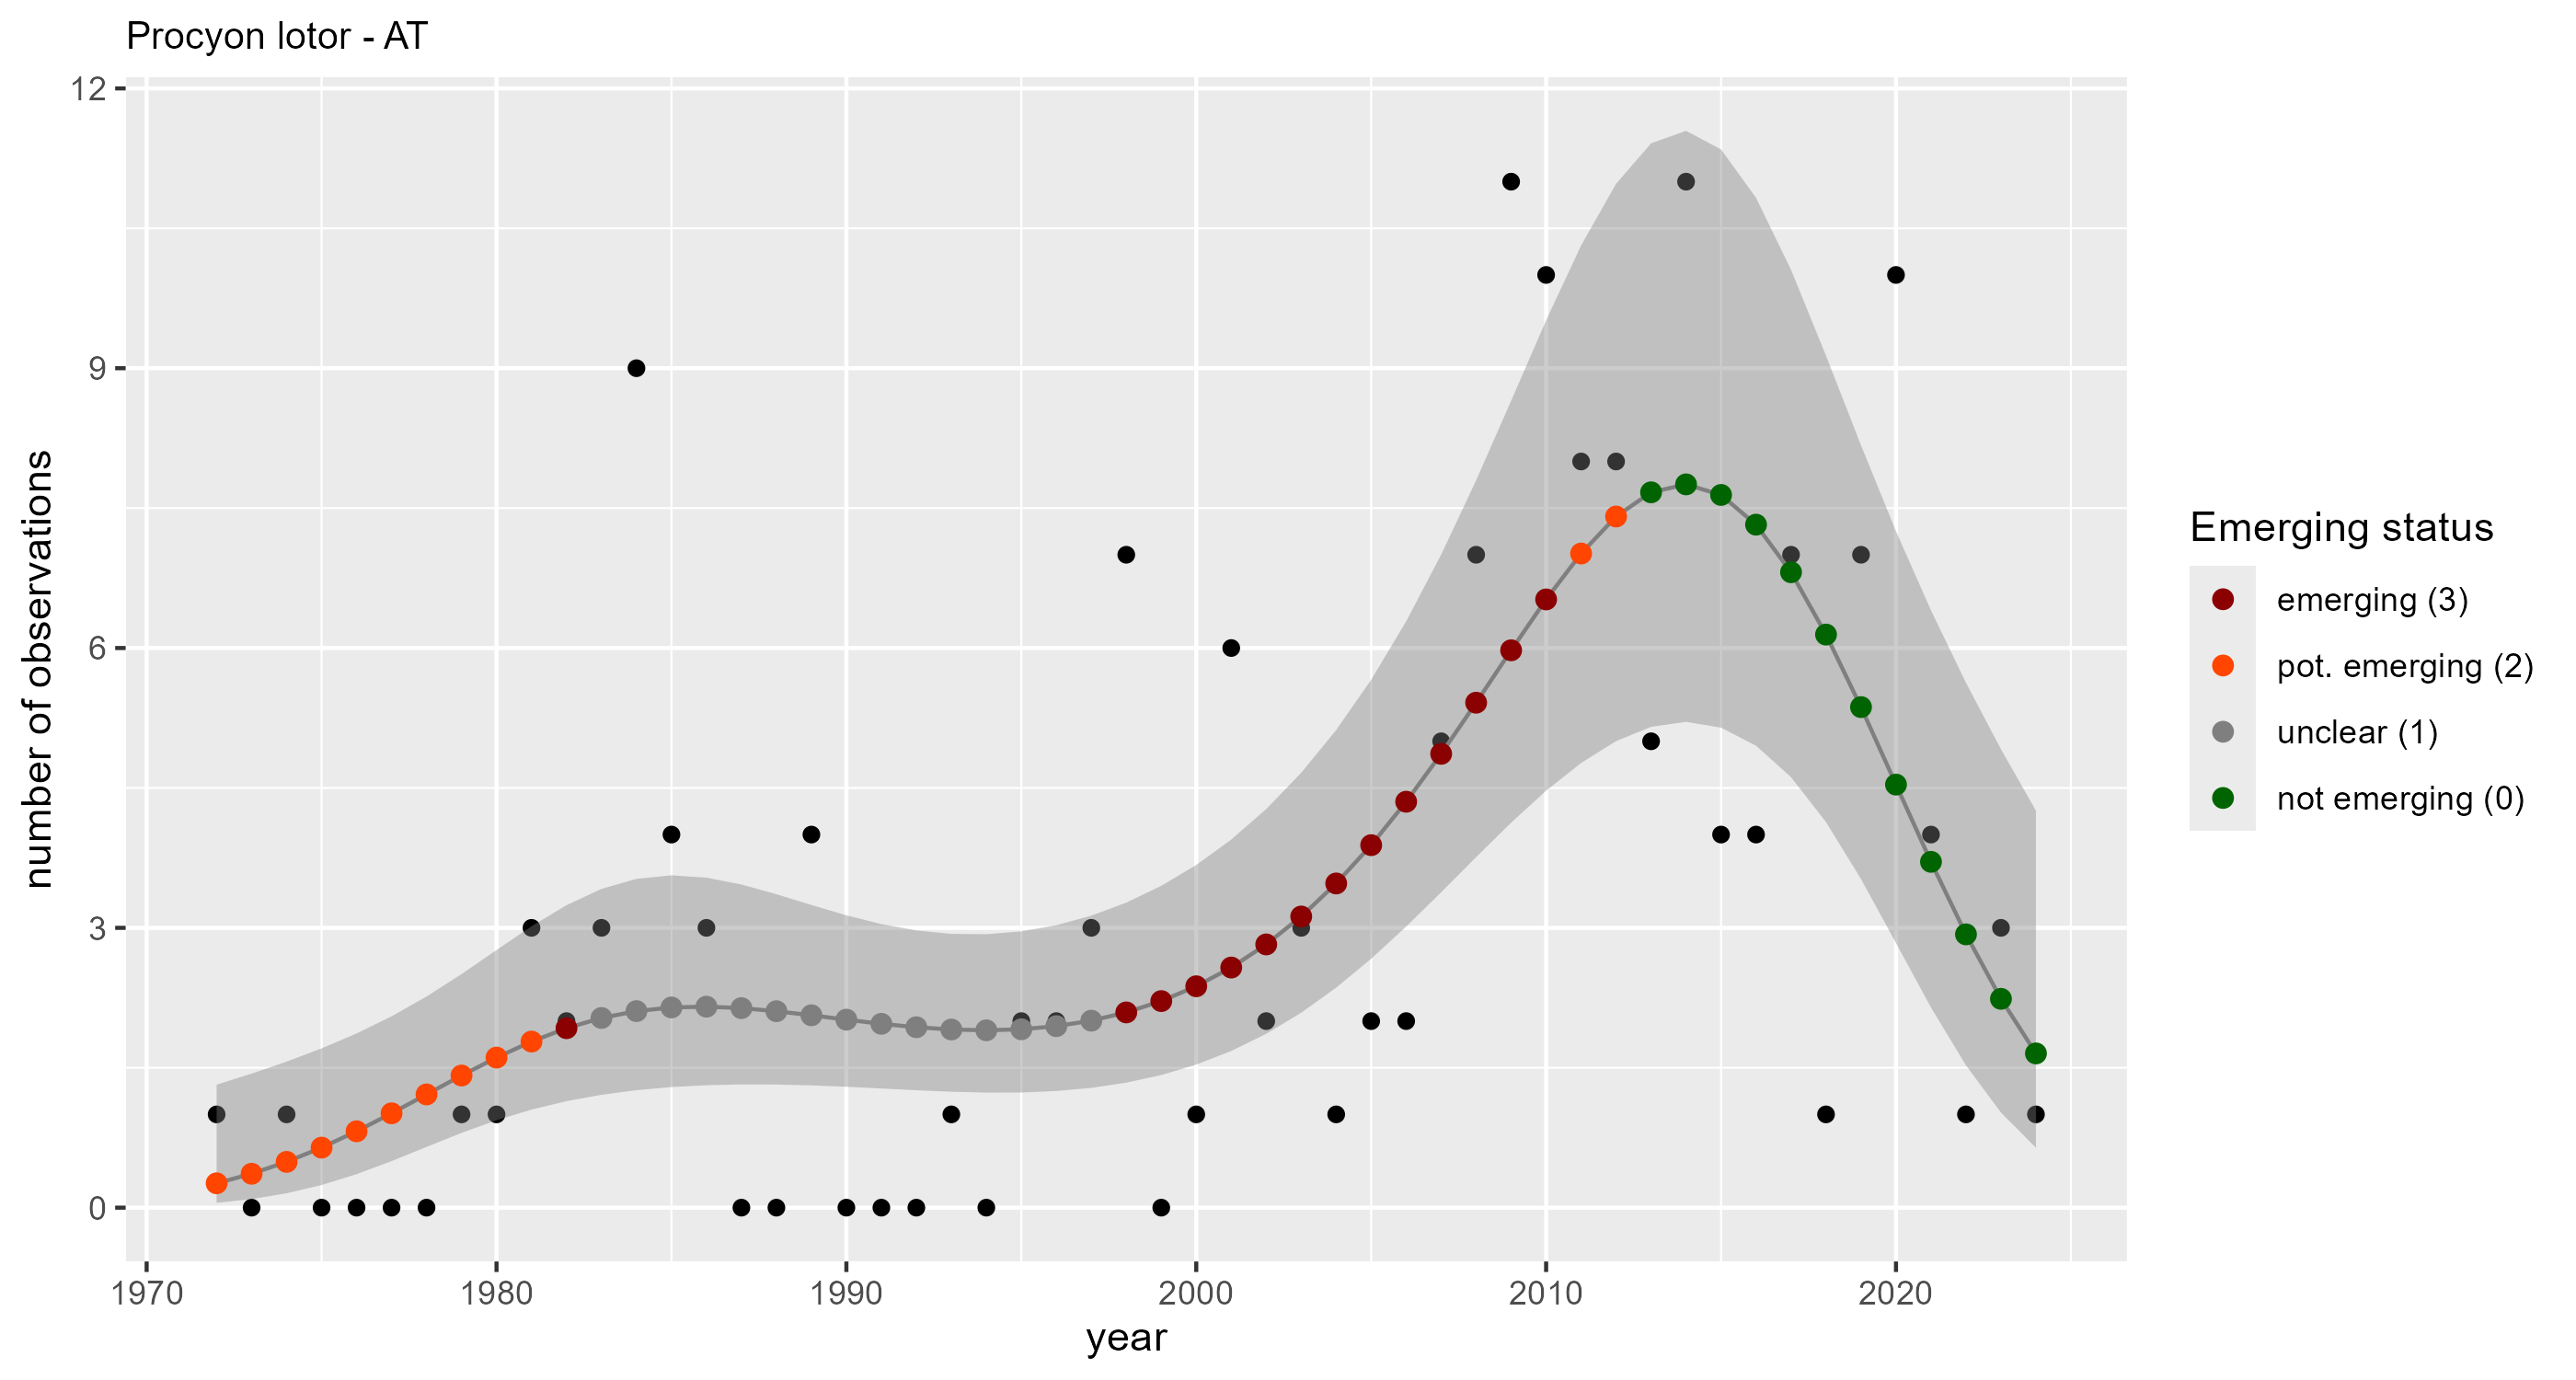 Procyon lotor - AT
12
9
6
3
0
number of observations
1970
1980
1990
2000
2010
2020
year
Emerging status
emerging (3)
pot. emerging (2)
unclear (1)
not emerging (0)